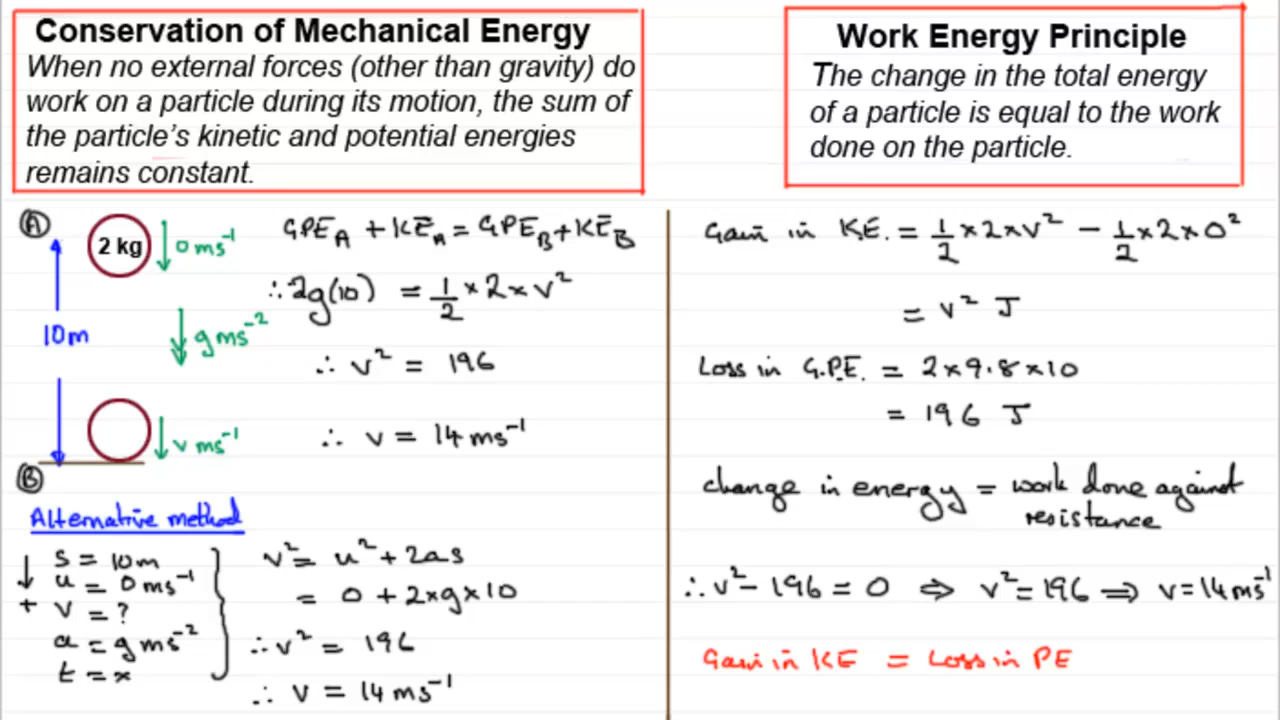 Conservation of Mechanical Energy
When no external forces (other than gravity) do
work on a particle during its motion, the sum of
the particle's kinetic and potential energies
remains constant.
Work Energy Principle
The change in the total energy
of a particle is equal to the work
done on the particle.
A
2 kg
0 ms⁻¹
g ms⁻²
10m
v ms⁻¹
B
GPE_A + KE_A = GPE_B + KE_B
∴ 2g(10) = 1/2 × 2 × v²
∴ v² = 196
∴ v = 14 ms⁻¹
Alternative method
↓ +
s = 10m
u = 0 ms⁻¹
v = ?
a = g ms⁻²
t = x
v² = u² + 2as
= 0 + 2×g×10
∴ v² = 196
∴ v = 14 ms⁻¹
Gain in K.E. = 1/2 × 2 × v² − 1/2 × 2 × 0²
= v² J
Loss in G.P.E. = 2 × 9.8 × 10
= 196 J
change in energy = work done against
resistance
∴ v² − 196 = 0 ⇒ v² = 196 ⇒ v = 14 ms⁻¹
Gain in KE = Loss in PE